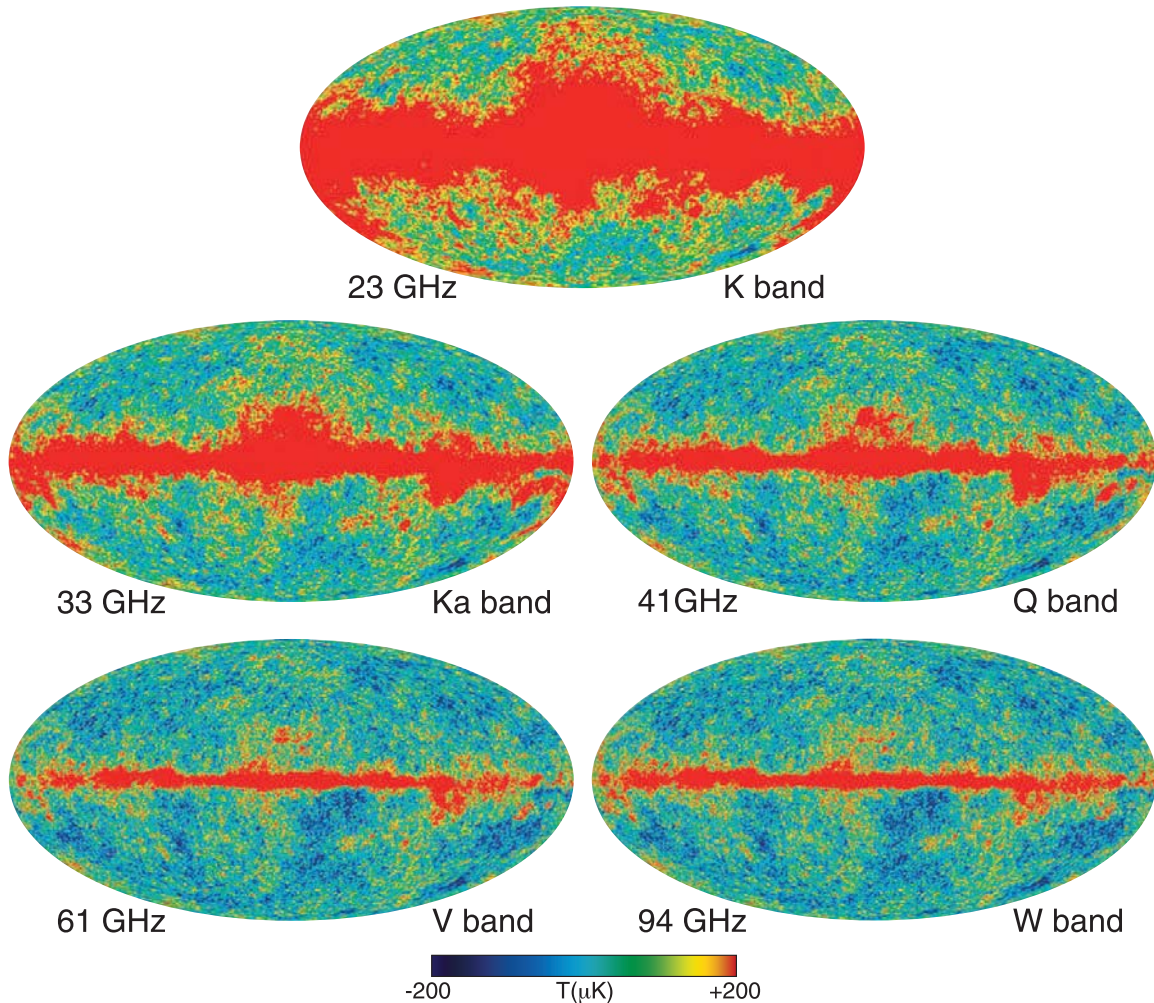 23 GHz K band
33 GHz Ka band 41GHz Q band
61 GHz V band 94 GHz W band
-200 T(μK) +200